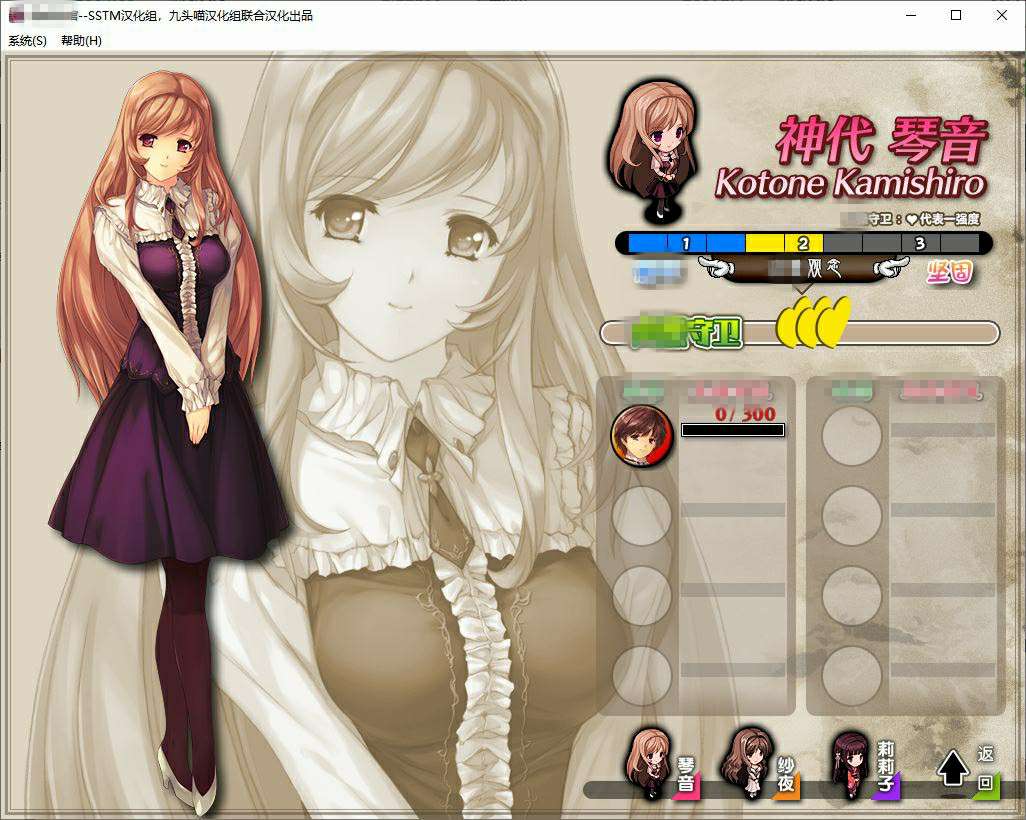 --SSTM汉化组，九头喵汉化组联合汉化出品
系统(S) 帮助(H)
神代 琴音
Kotone Kamishiro
守卫：♥代表一强度
1 2 3
观念
坚固
守卫
0/300
琴音
纱夜
莉莉子
返回